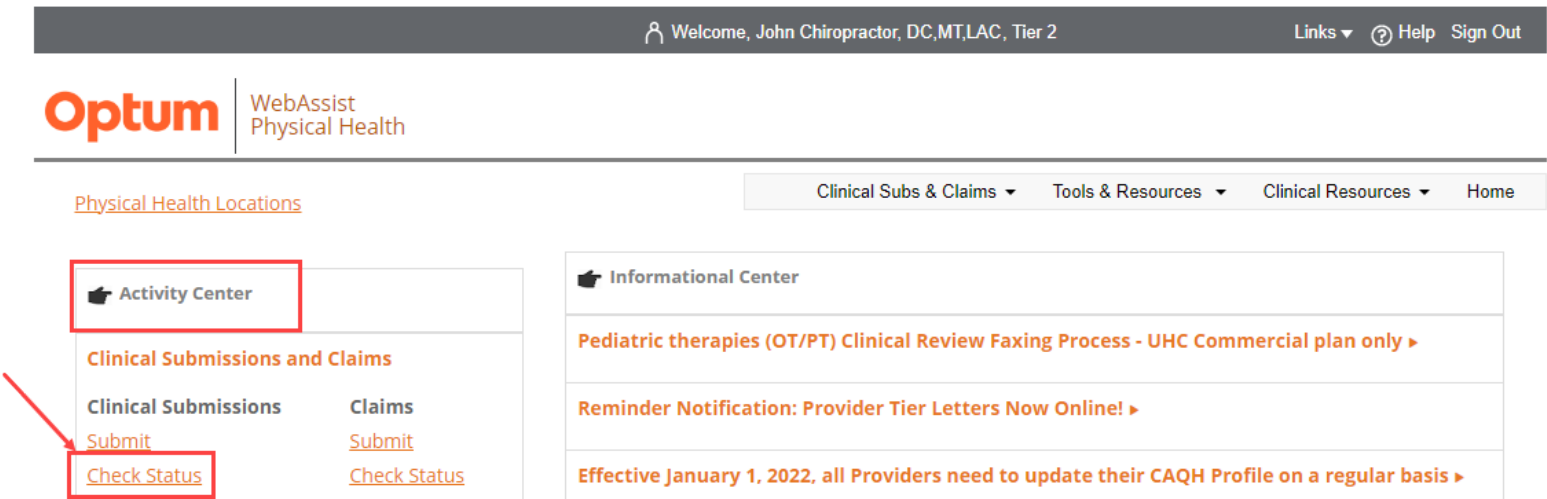 Welcome, John Chiropractor, DC,MT,LAC, Tier 2
Links ▾ ? Help Sign Out
Optum
WebAssist
Physical Health
Physical Health Locations
Clinical Subs & Claims ▾ Tools & Resources ▾ Clinical Resources ▾ Home
Activity Center
Clinical Submissions and Claims
Clinical Submissions Claims
Submit Submit
Check Status Check Status
Informational Center
Pediatric therapies (OT/PT) Clinical Review Faxing Process - UHC Commercial plan only ▸
Reminder Notification: Provider Tier Letters Now Online! ▸
Effective January 1, 2022, all Providers need to update their CAQH Profile on a regular basis ▸